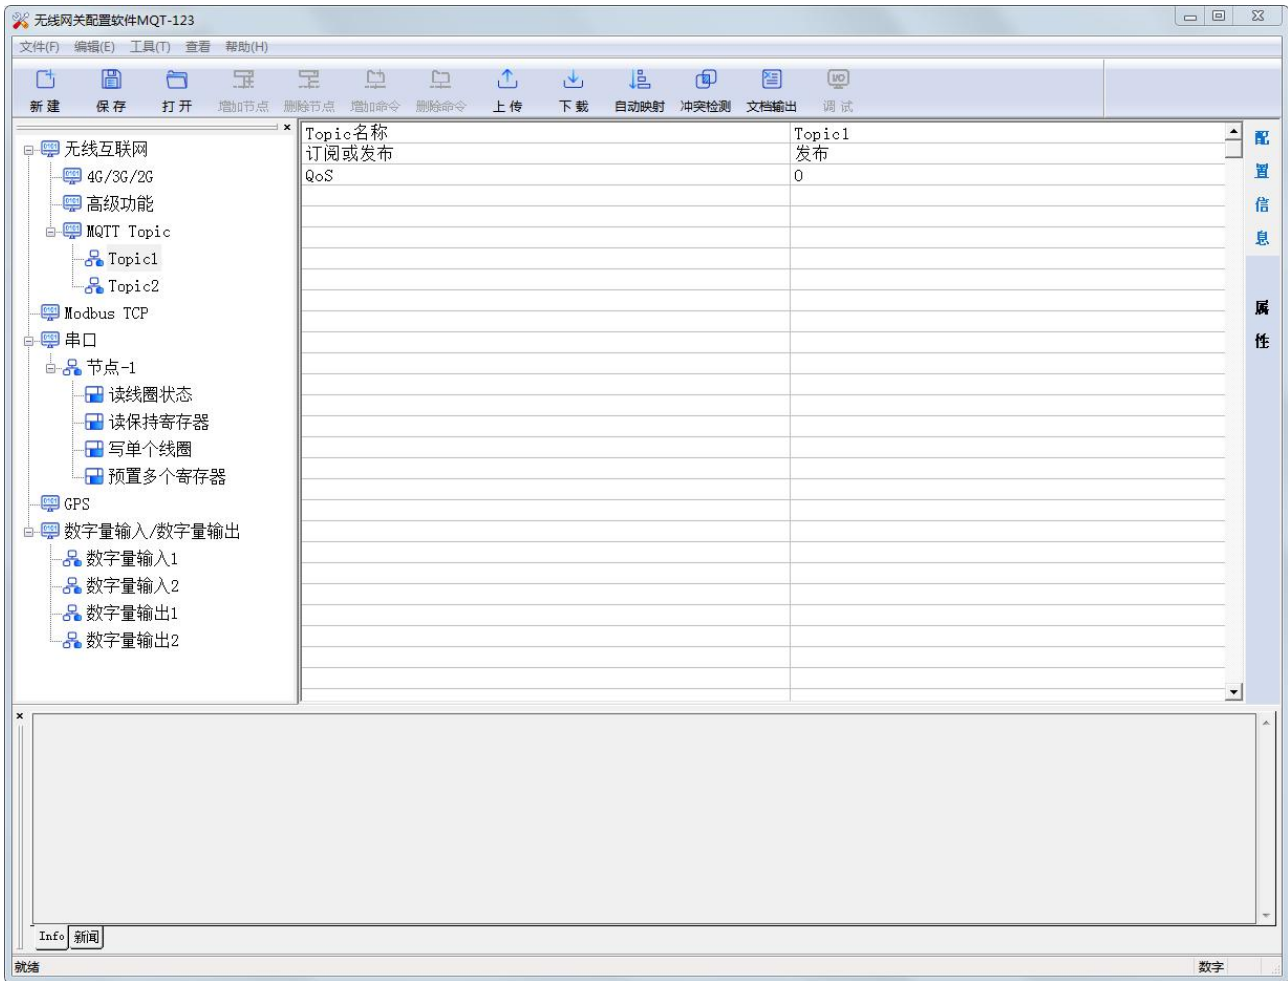 无线网关配置软件MQT-123
文件(F) 编辑(E) 工具(T) 查看 帮助(H)
新建 保存 打开 增加节点 删除节点 增加命令 删除命令 上传 下载 自动映射 冲突检测 文档输出 调试
无线互联网
4G/3G/2G
高级功能
MQTT Topic
Topic1
Topic2
Modbus TCP
串口
节点-1
读线圈状态
读保持寄存器
写单个线圈
预置多个寄存器
GPS
数字量输入/数字量输出
数字量输入1
数字量输入2
数字量输出1
数字量输出2
Topic名称 Topic1
订阅或发布 发布
QoS 0
配置信息
属性
Info 新闻
就绪 数字